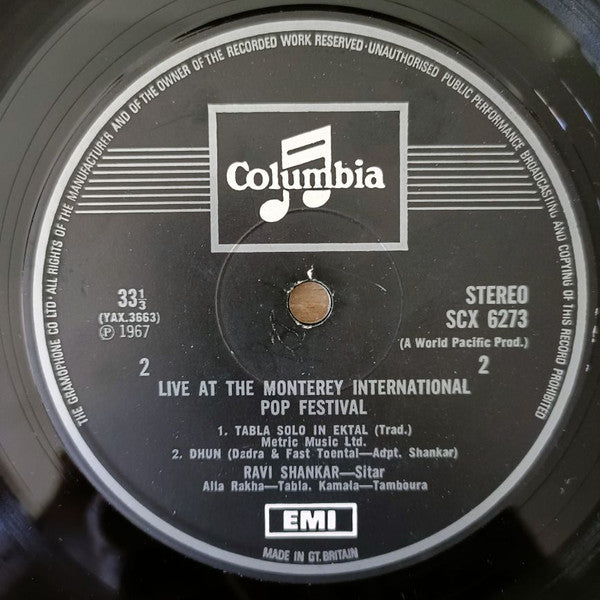 THE GRAMOPHONE CO LTD · ALL RIGHTS OF THE MANUFACTURER AND OF THE OWNER OF THE RECORDED WORK RESERVED · UNAUTHORISED PUBLIC PERFORMANCE BROADCASTING AND COPYING OF THIS RECORD PROHIBITED
Columbia
33⅓
(YAX.3663)
℗ 1967
STEREO
SCX 6273
(A World Pacific Prod.)
2 2
LIVE AT THE MONTEREY INTERNATIONAL
POP FESTIVAL
1. TABLA SOLO IN EKTAL (Trad.)
Metric Music Ltd.
2. DHUN (Dadra & Fast Toental—Adpt. Shankar)
RAVI SHANKAR—Sitar
Alla Rakha—Tabla. Kamala—Tamboura
EMI
MADE IN GT. BRITAIN